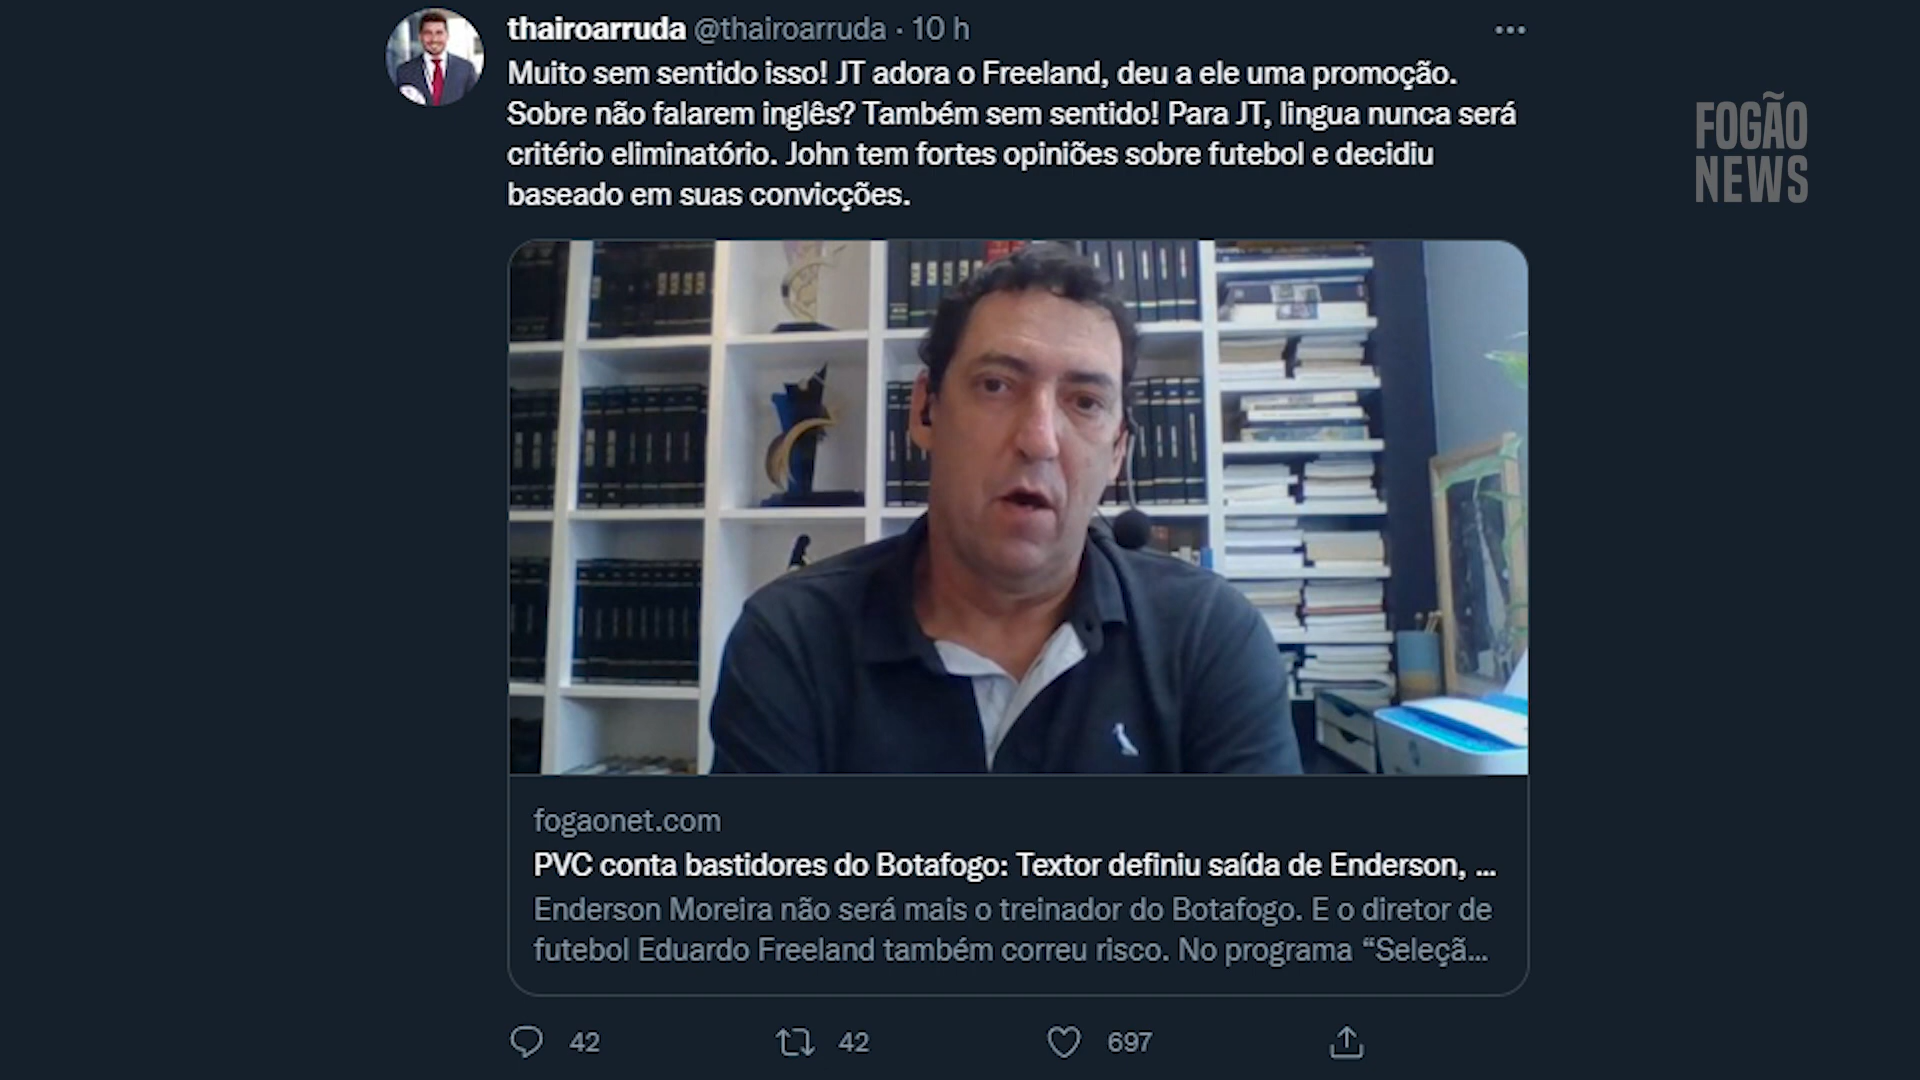 thairoarruda @thairoarruda · 10 h
Muito sem sentido isso! JT adora o Freeland, deu a ele uma promoção.
Sobre não falarem inglês? Também sem sentido! Para JT, lingua nunca será
critério eliminatório. John tem fortes opiniões sobre futebol e decidiu
baseado em suas convicções.
FOGÃO
NEWS
fogaonet.com
PVC conta bastidores do Botafogo: Textor definiu saída de Enderson, ...
Enderson Moreira não será mais o treinador do Botafogo. E o diretor de
futebol Eduardo Freeland também correu risco. No programa “Seleçã...
42 42 697